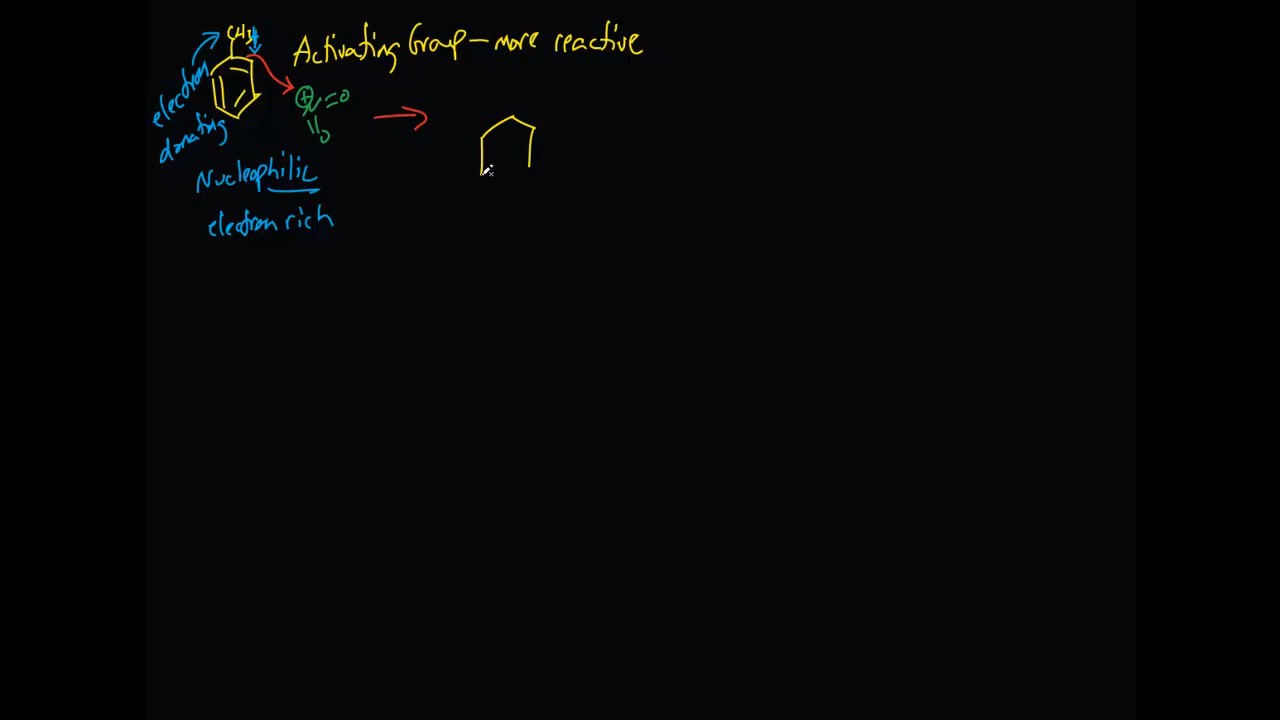 CH3
Activating Group - more reactive
electron
donating
⊕
N=O
O
Nucleophilic
electron rich